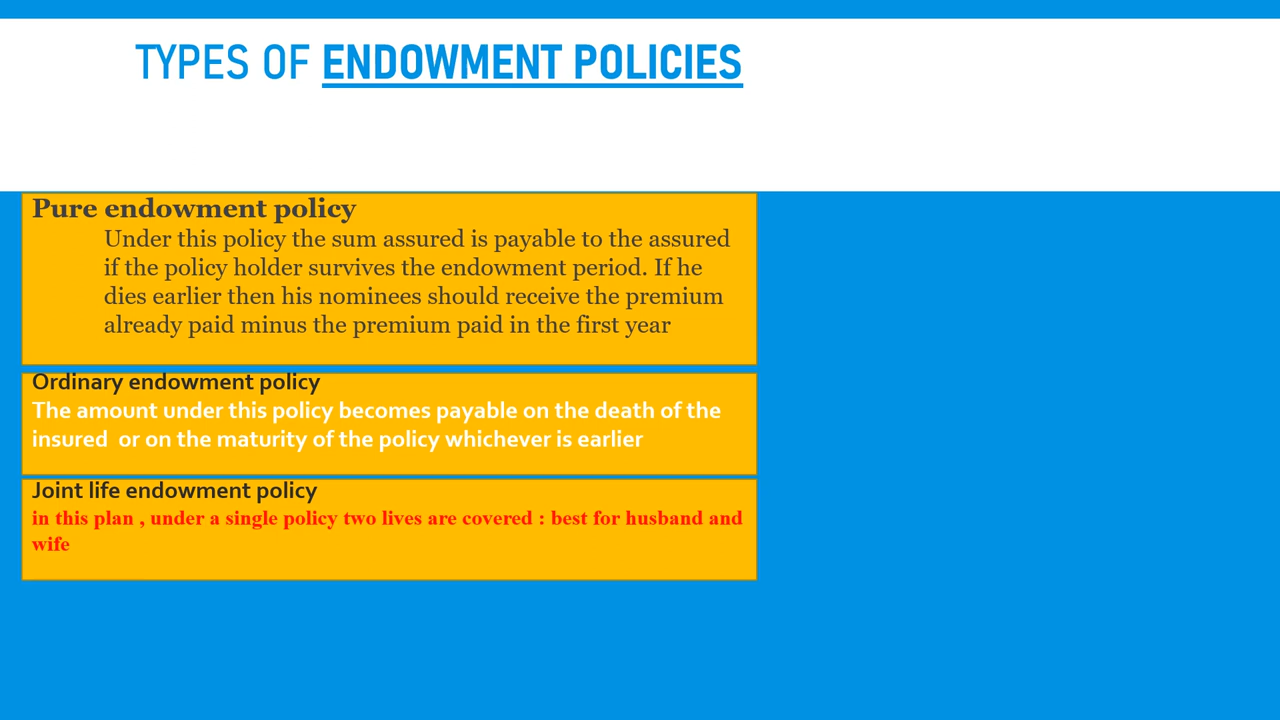 TYPES OF ENDOWMENT POLICIES
Pure endowment policy
Under this policy the sum assured is payable to the assured
if the policy holder survives the endowment period. If he
dies earlier then his nominees should receive the premium
already paid minus the premium paid in the first year
Ordinary endowment policy
The amount under this policy becomes payable on the death of the
insured  or on the maturity of the policy whichever is earlier
Joint life endowment policy
in this plan , under a single policy two lives are covered : best for husband and
wife